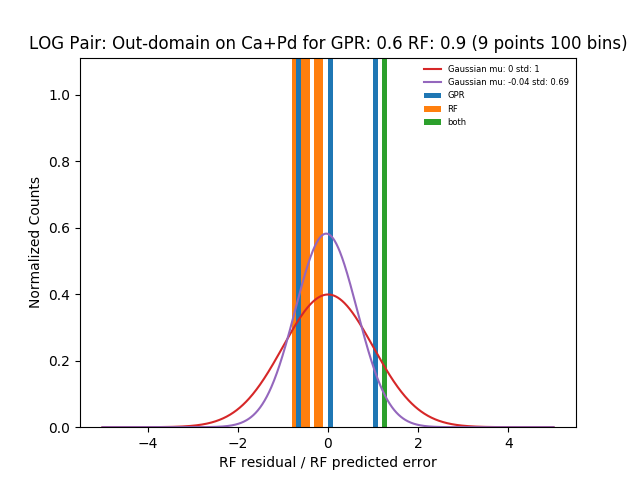 LOG Pair: Out-domain on Ca+Pd for GPR: 0.6 RF: 0.9 (9 points 100 bins)
Gaussian mu: 0 std: 1
Gaussian mu: -0.04 std: 0.69
GPR
RF
both
Normalized Counts
1.0
0.8
0.6
0.4
0.2
0.0
−4 −2 0 2 4
RF residual / RF predicted error